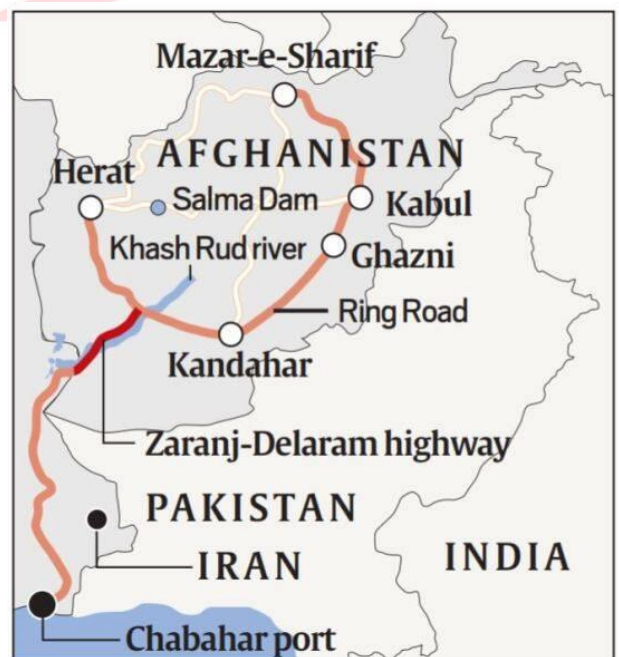 Mazar-e-Sharif
AFGHANISTAN
Herat
Salma Dam
Kabul
Khash Rud river
Ghazni
Ring Road
Kandahar
Zaranj-Delaram highway
PAKISTAN
IRAN
INDIA
Chabahar port